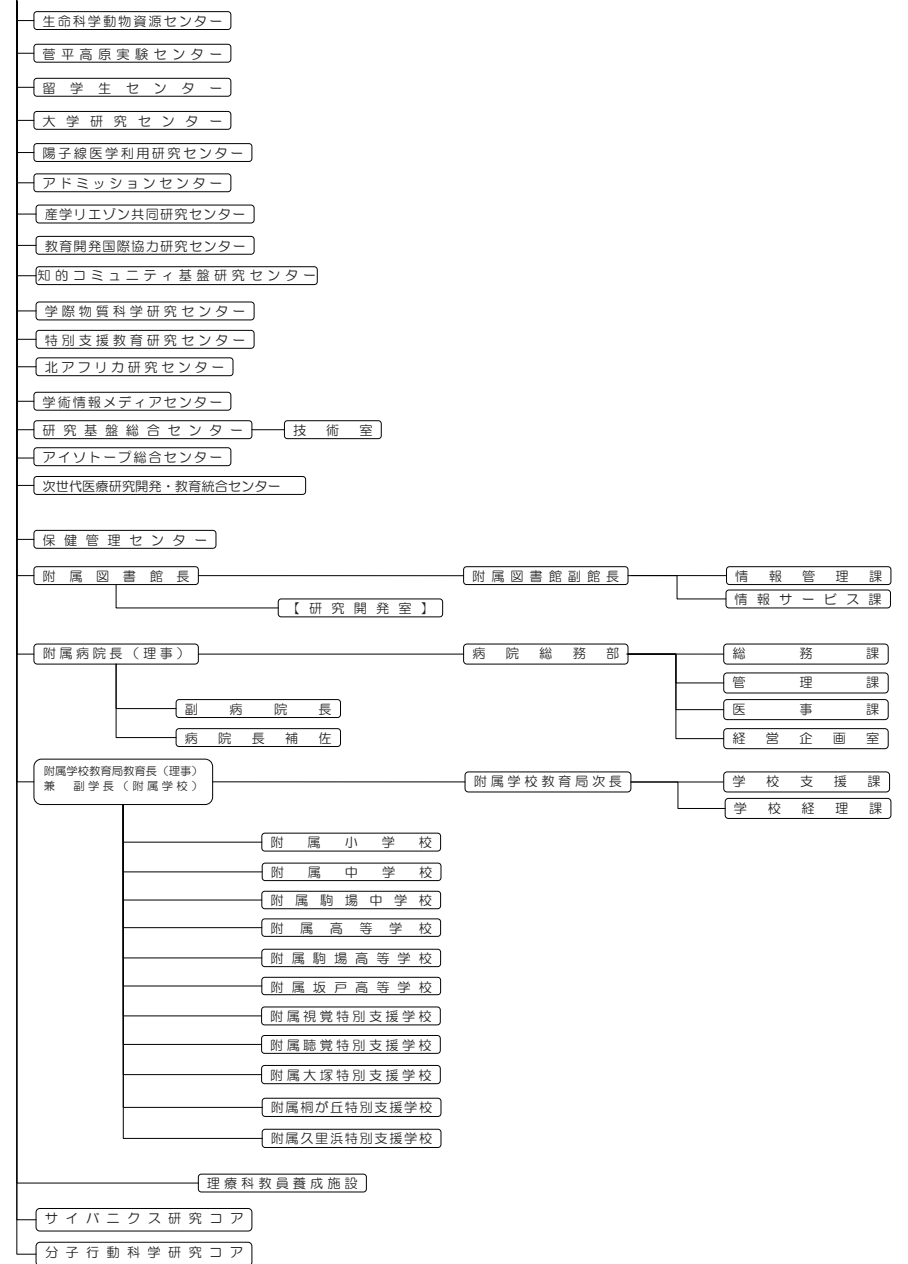 生命科学動物資源センター
菅平高原実験センター
留学生センター
大学研究センター
陽子線医学利用研究センター
アドミッションセンター
産学リエゾン共同研究センター
教育開発国際協力研究センター
知的コミュニティ基盤研究センター
学際物質科学研究センター
特別支援教育研究センター
北アフリカ研究センター
学術情報メディアセンター
研究基盤総合センター 技術室
アイソトープ総合センター
次世代医療研究開発・教育統合センター
保健管理センター
附属図書館長 附属図書館副館長 情報管理課
情報サービス課
【研究開発室】
附属病院長（理事） 病院総務部 総務課
管理課
副病院長 医事課
病院長補佐 経営企画室
附属学校教育局教育長（理事）
兼 副学長（附属学校） 附属学校教育局次長 学校支援課
学校経理課
附属小学校
附属中学校
附属駒場中学校
附属高等学校
附属駒場高等学校
附属坂戸高等学校
附属視覚特別支援学校
附属聴覚特別支援学校
附属大塚特別支援学校
附属桐が丘特別支援学校
附属久里浜特別支援学校
理療科教員養成施設
サイバニクス研究コア
分子行動科学研究コア